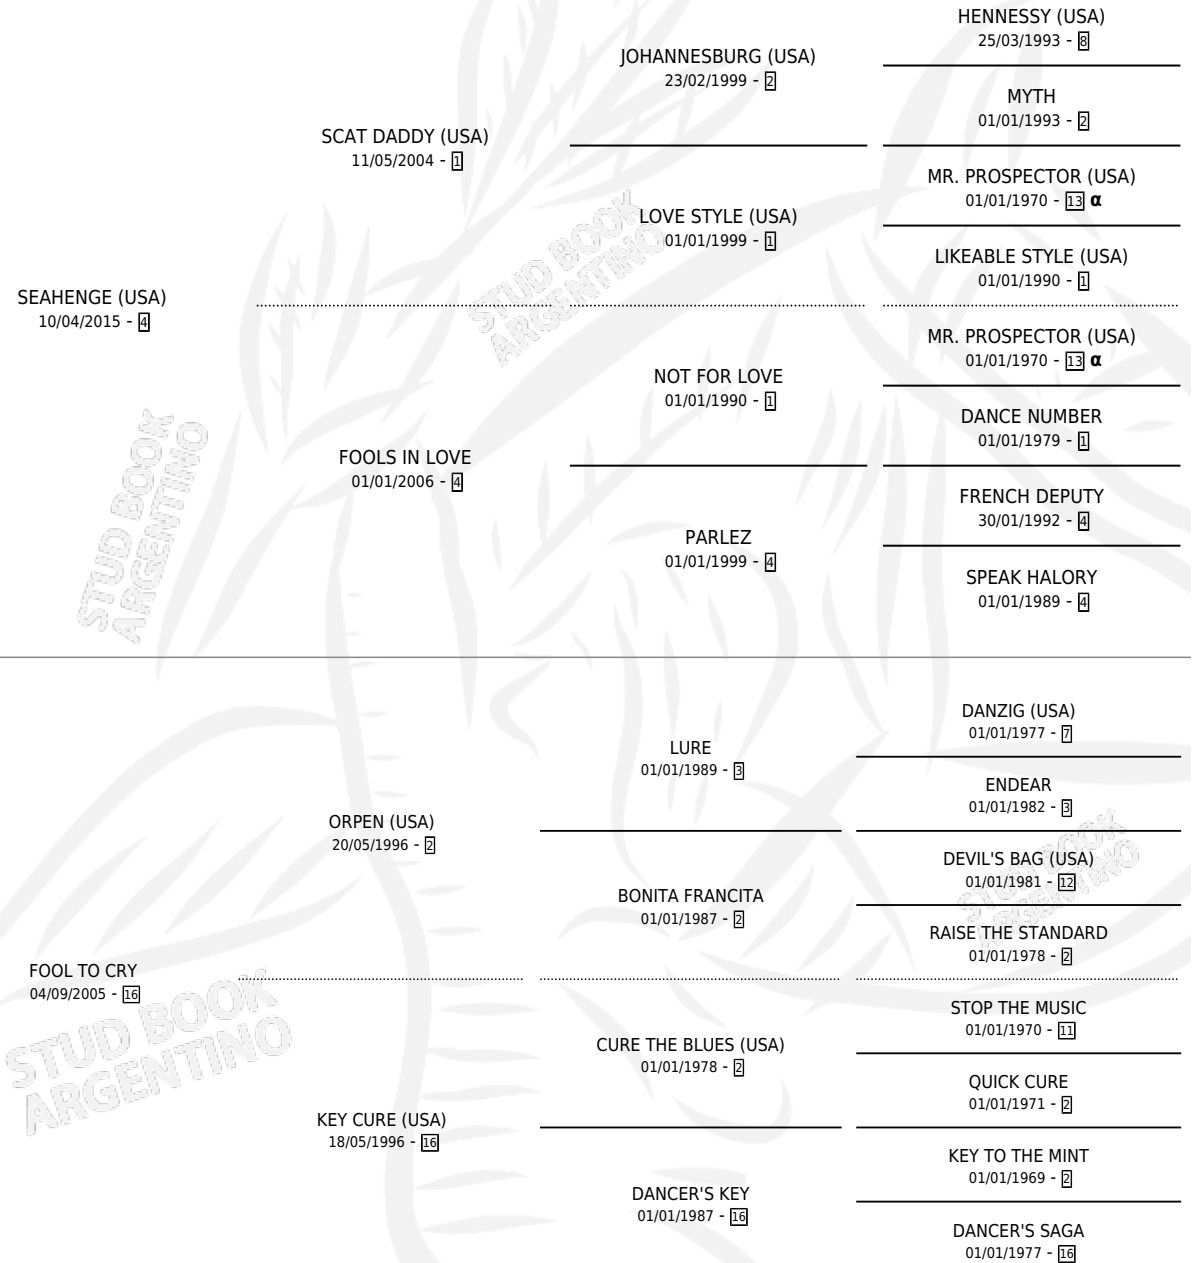 HENNESSY (USA)
25/03/1993 - 8
JOHANNESBURG (USA)
23/02/1999 - 2
MYTH
01/01/1993 - 2
SCAT DADDY (USA)
11/05/2004 - 1
MR. PROSPECTOR (USA)
01/01/1970 - 13 α
LOVE STYLE (USA)
01/01/1999 - 1
LIKEABLE STYLE (USA)
01/01/1990 - 1
STUD BOOK
ARGENTINO
SEAHENGE (USA)
10/04/2015 - 4
MR. PROSPECTOR (USA)
01/01/1970 - 13 α
NOT FOR LOVE
01/01/1990 - 1
DANCE NUMBER
01/01/1979 - 1
FOOLS IN LOVE
01/01/2006 - 4
FRENCH DEPUTY
30/01/1992 - 4
PARLEZ
01/01/1999 - 4
SPEAK HALORY
01/01/1989 - 4
STUD BOOK
ARGENTINO
DANZIG (USA)
01/01/1977 - 7
LURE
01/01/1989 - 3
ENDEAR
01/01/1982 - 3
ORPEN (USA)
20/05/1996 - 2
DEVIL'S BAG (USA)
01/01/1981 - 12
BONITA FRANCITA
01/01/1987 - 2
RAISE THE STANDARD
01/01/1978 - 2
STUD BOOK
ARGENTINO
FOOL TO CRY
04/09/2005 - 16
STOP THE MUSIC
01/01/1970 - 11
CURE THE BLUES (USA)
01/01/1978 - 2
QUICK CURE
01/01/1971 - 2
STUD BOOK
ARGENTINO
KEY CURE (USA)
18/05/1996 - 16
KEY TO THE MINT
01/01/1969 - 2
DANCER'S KEY
01/01/1987 - 16
DANCER'S SAGA
01/01/1977 - 16